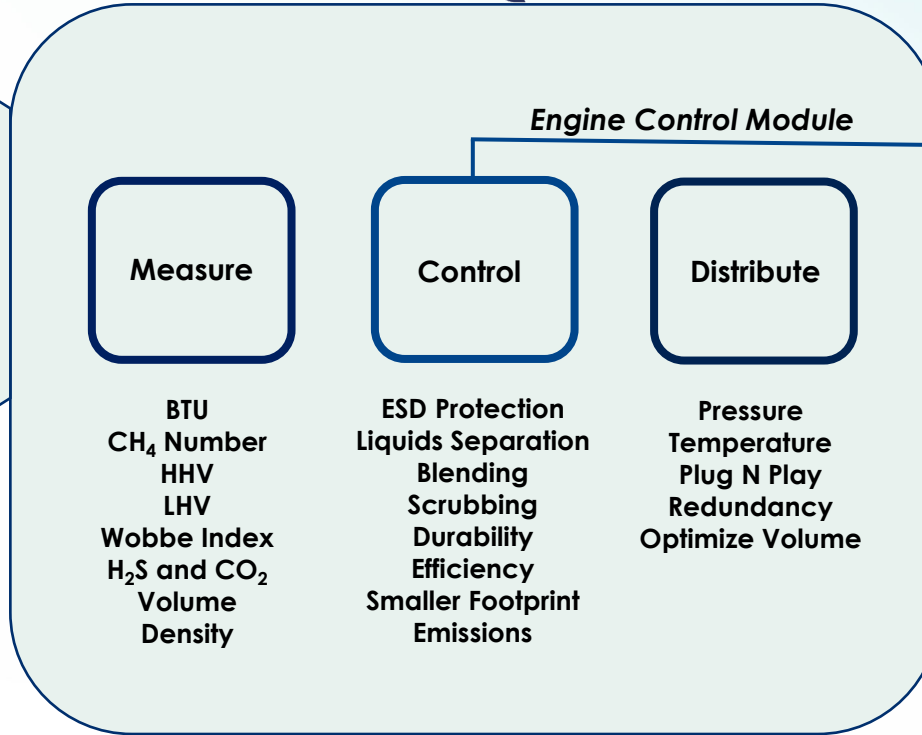 Engine Control Module
Measure
BTU
CH₄ Number
HHV
LHV
Wobbe Index
H₂S and CO₂
Volume
Density
Control
ESD Protection
Liquids Separation
Blending
Scrubbing
Durability
Efficiency
Smaller Footprint
Emissions
Distribute
Pressure
Temperature
Plug N Play
Redundancy
Optimize Volume